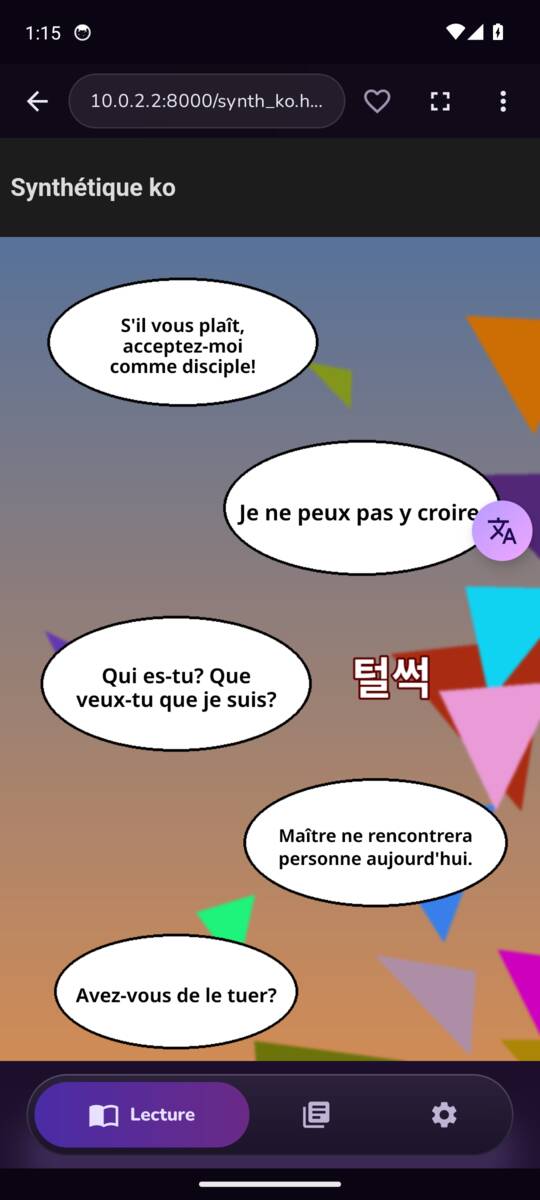 1:15
10.0.2.2:8000/synth_ko.h...
Synthétique ko
S'il vous plaît,
acceptez-moi
comme disciple!
Je ne peux pas y croire
Qui es-tu? Que
veux-tu que je suis?
털썩
Maître ne rencontrera
personne aujourd'hui.
Avez-vous de le tuer?
Lecture